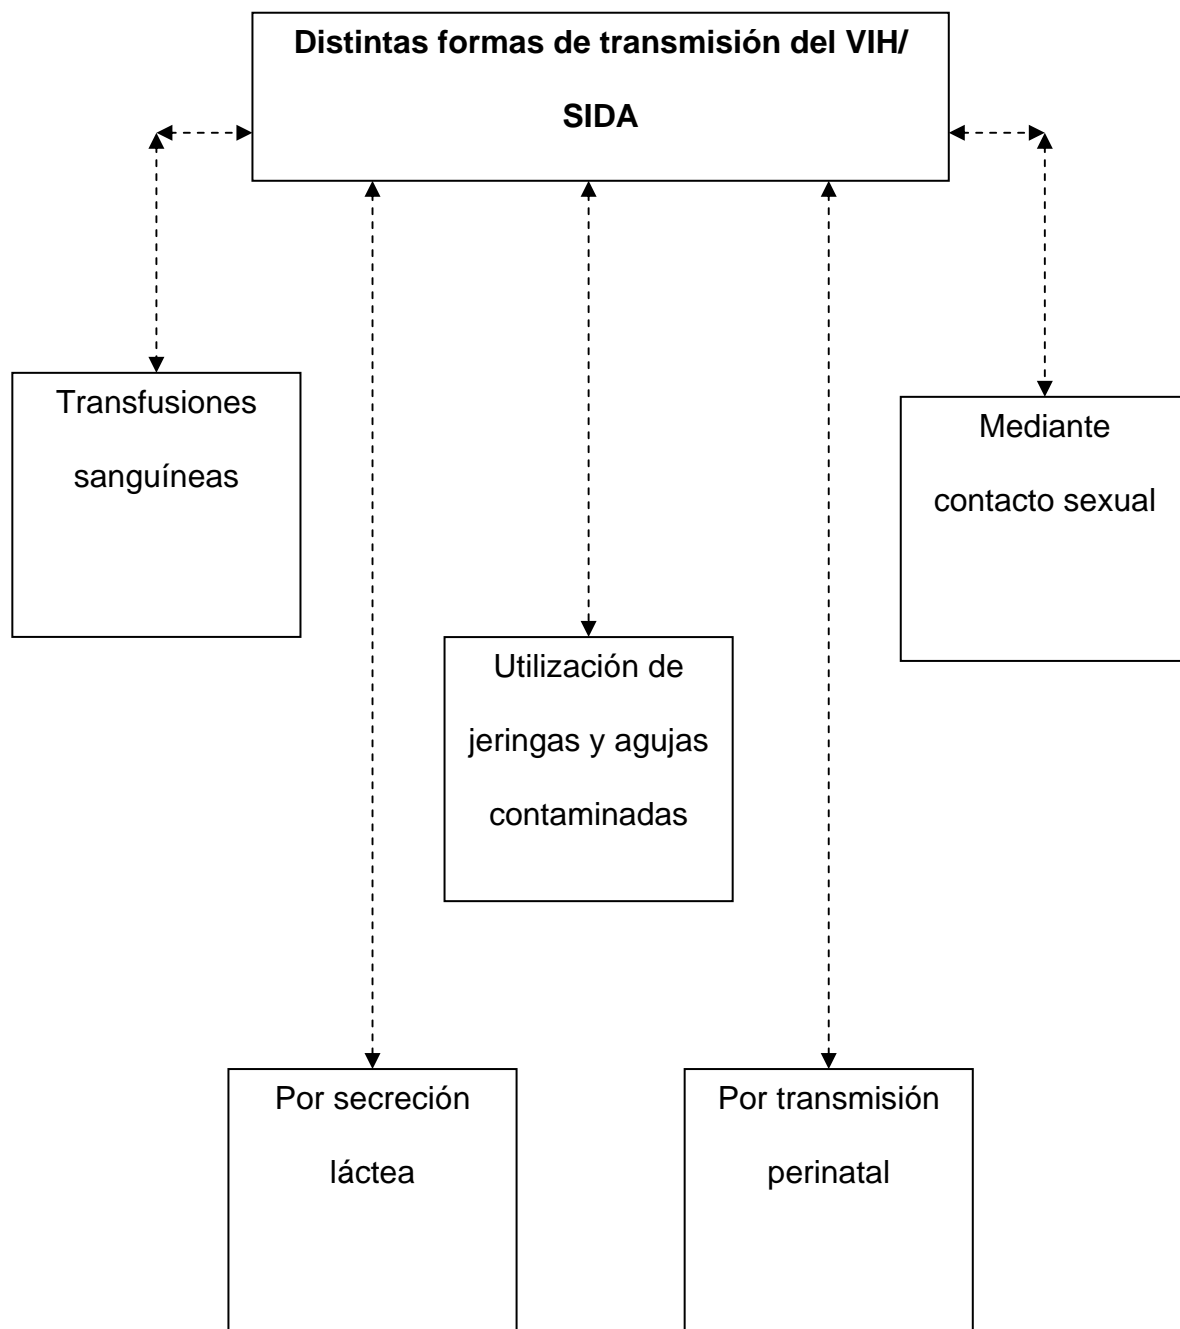 Distintas formas de transmisión del VIH/
SIDA
Transfusiones
sanguíneas
Mediante
contacto sexual
Utilización de
jeringas y agujas
contaminadas
Por secreción
láctea
Por transmisión
perinatal